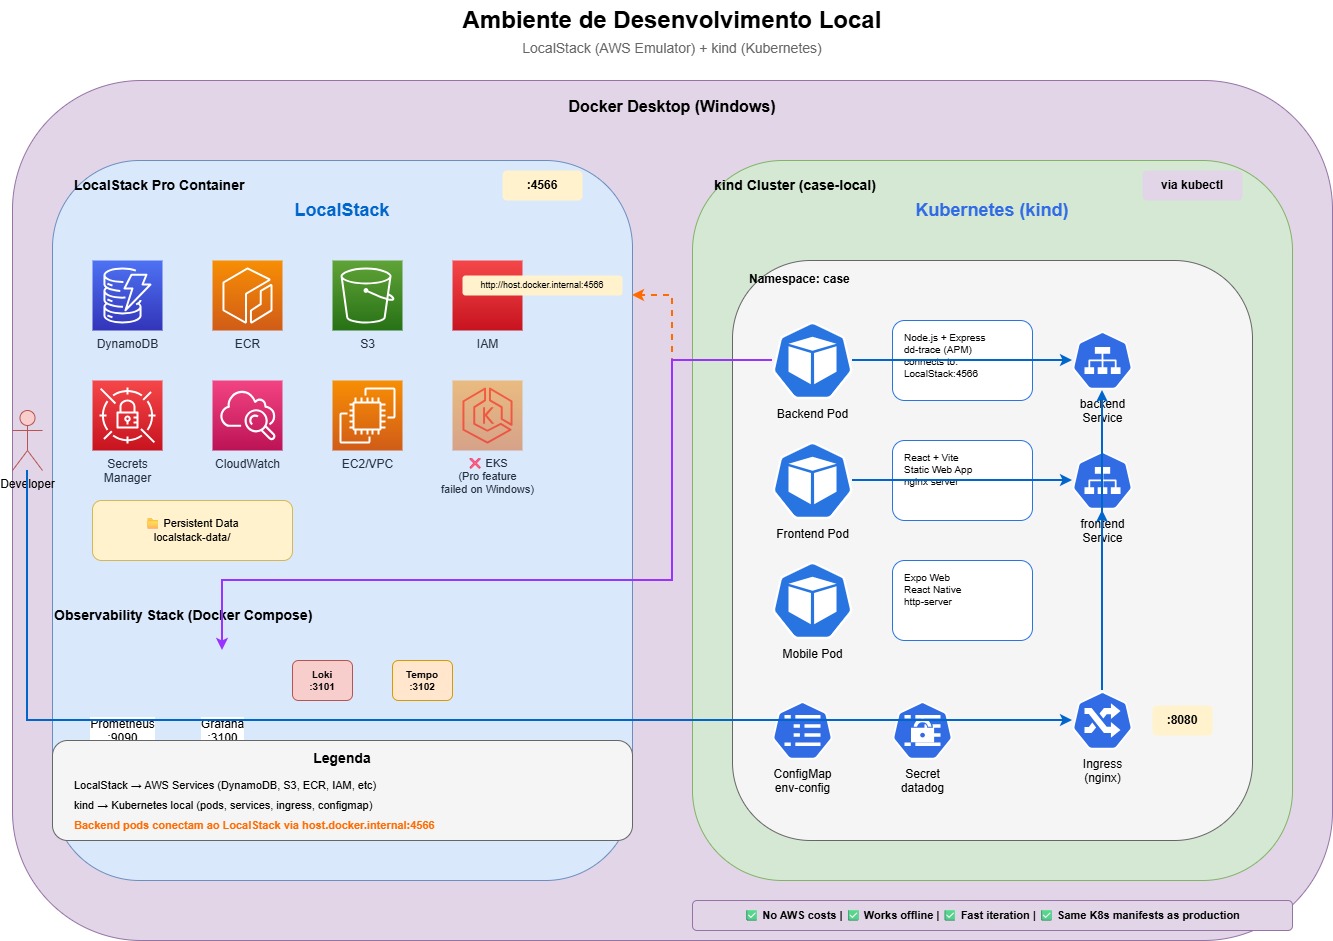 Ambiente de Desenvolvimento Local
LocalStack (AWS Emulator) + kind (Kubernetes)
Docker Desktop (Windows)
LocalStack Pro Container
:4566
LocalStack
DynamoDB
ECR
S3
IAM
http://host.docker.internal:4566
Secrets
Manager
CloudWatch
EC2/VPC
❌ EKS
(Pro feature
failed on Windows)
Developer
📁 Persistent Data
localstack-data/
Observability Stack (Docker Compose)
Loki
:3101
Tempo
:3102
Prometheus
:9090
Grafana
:3100
Legenda
LocalStack → AWS Services (DynamoDB, S3, ECR, IAM, etc)
kind → Kubernetes local (pods, services, ingress, configmap)
Backend pods conectam ao LocalStack via host.docker.internal:4566
kind Cluster (case-local)
via kubectl
Kubernetes (kind)
Namespace: case
Backend Pod
Node.js + Express
dd-trace (APM)
connects to:
LocalStack:4566
backend
Service
Frontend Pod
React + Vite
Static Web App
nginx server
frontend
Service
Mobile Pod
Expo Web
React Native
http-server
ConfigMap
env-config
Secret
datadog
Ingress
(nginx)
:8080
✅ No AWS costs | ✅ Works offline | ✅ Fast iteration | ✅ Same K8s manifests as production